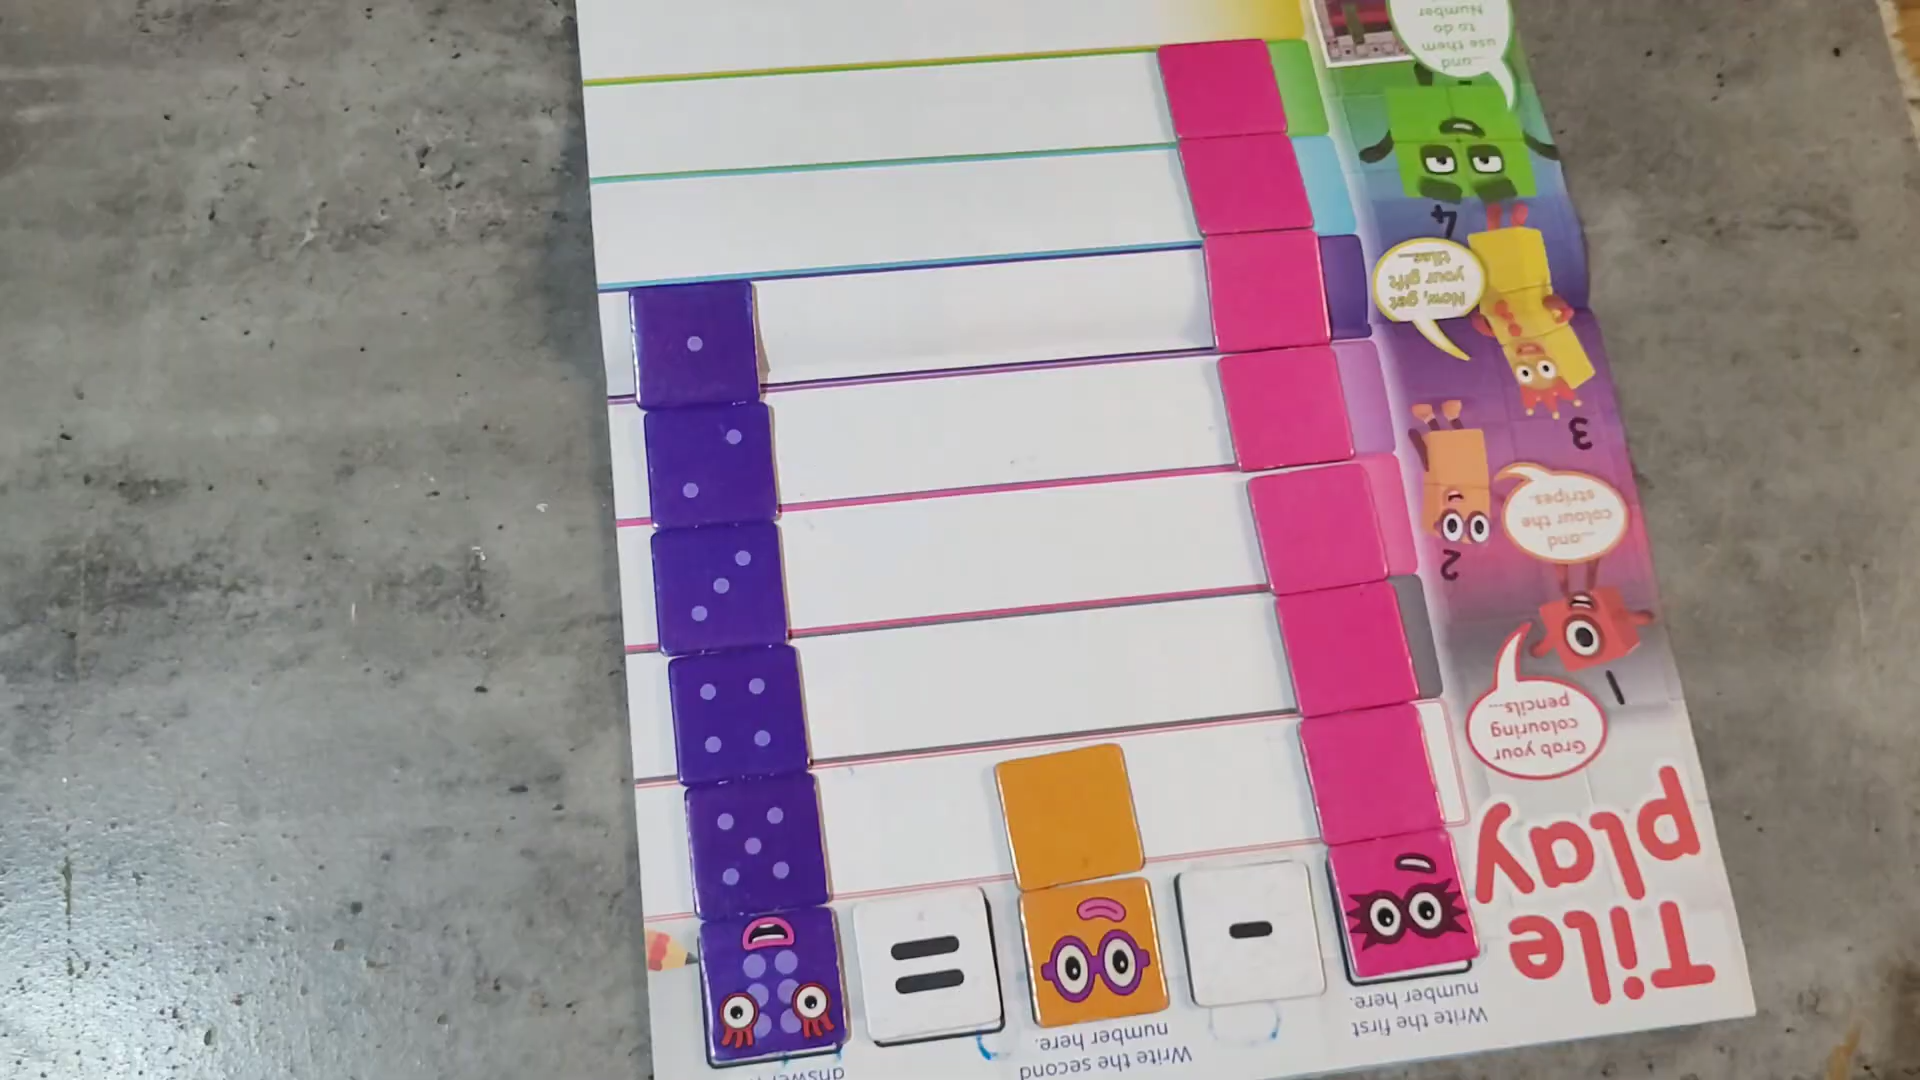 Tile
play
Write the first
number here.
Write the second
number here.
-
=
Grab your
colouring
pencils...
1
...and
colour the
stripes.
2
Now, get
your gift
tiles...
3
...and
use them
to do
Number
4